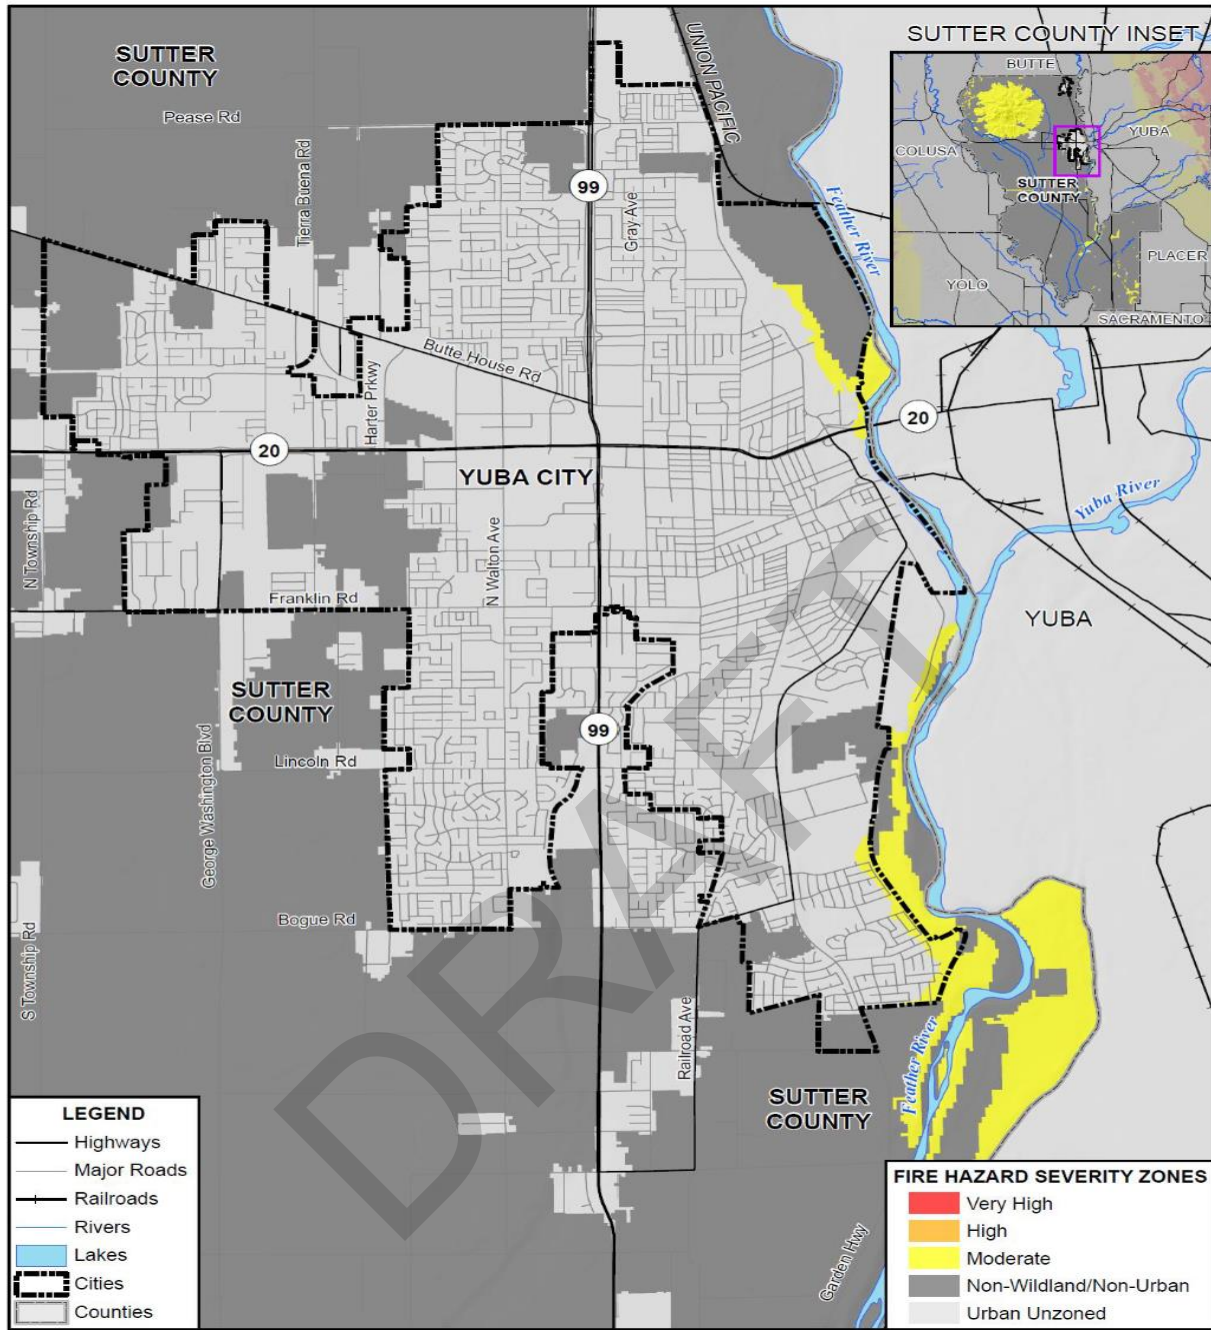 SUTTER
COUNTY
Pease Rd
Tierra Buena Rd
UNION PACIFIC
99
Gray Ave
Feather River
SUTTER COUNTY INSET
BUTTE
COLUSA
YUBA
SUTTER
COUNTY
PLACER
YOLO
SACRAMENTO
Butte House Rd
Harter Prkwy
20
20
YUBA CITY
N Township Rd
N Walton Ave
Yuba River
Franklin Rd
YUBA
SUTTER
COUNTY
99
Lincoln Rd
George Washington Blvd
Bogue Rd
S Township Rd
Railroad Ave
Feather River
SUTTER
COUNTY
Garden Hwy
DRAFT
LEGEND
Highways
Major Roads
Railroads
Rivers
Lakes
Cities
Counties
FIRE HAZARD SEVERITY ZONES
Very High
High
Moderate
Non-Wildland/Non-Urban
Urban Unzoned